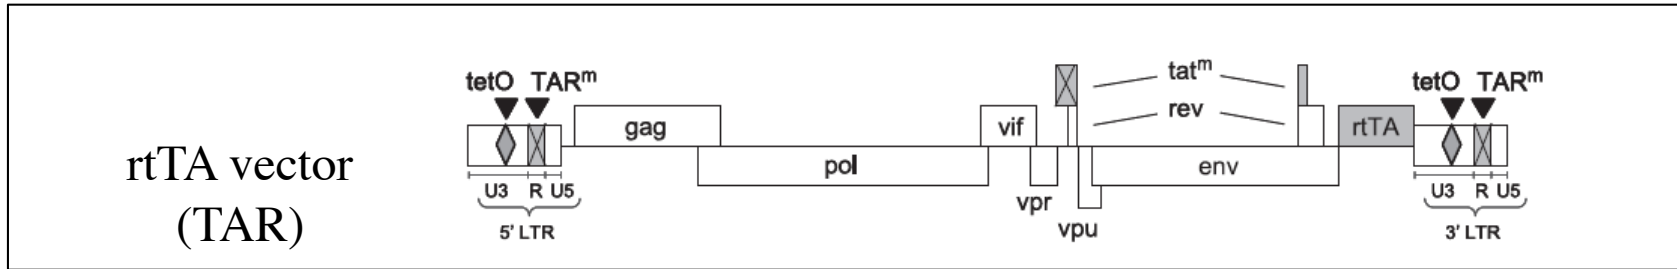 rtTA vector
(TAR)
tetO TARᵐ
gag
pol
vif
vpr
vpu
tatᵐ
rev
env
rtTA
tetO TARᵐ
U3 R U5
5' LTR
U3 R U5
3' LTR